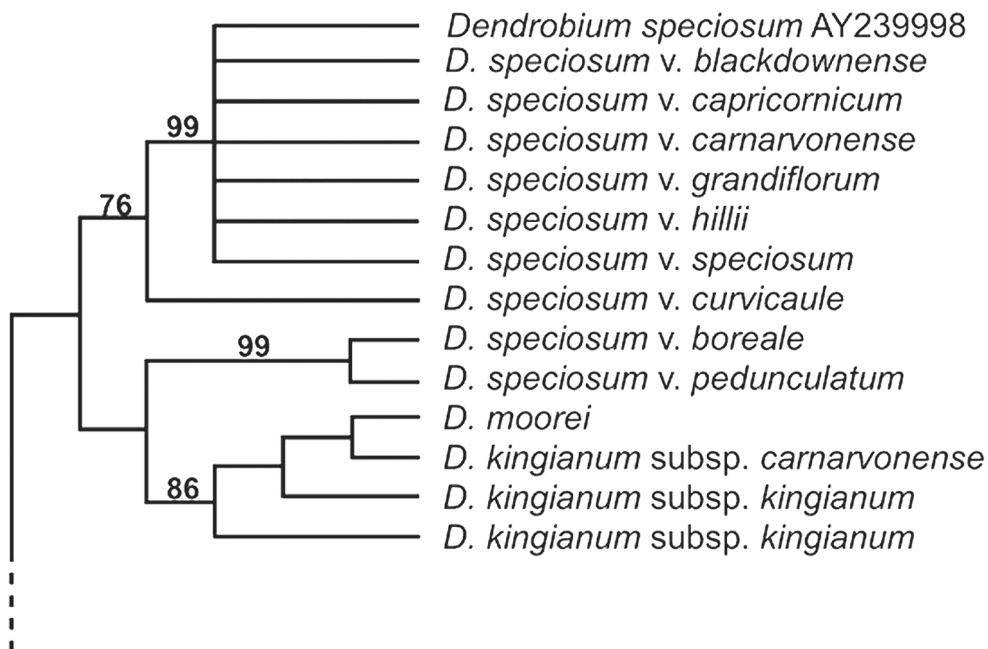 Dendrobium speciosum AY239998
D. speciosum v. blackdownense
D. speciosum v. capricornicum
99
D. speciosum v. carnarvonense
D. speciosum v. grandiflorum
76
D. speciosum v. hillii
D. speciosum v. speciosum
D. speciosum v. curvicaule
99
D. speciosum v. boreale
D. speciosum v. pedunculatum
D. moorei
D. kingianum subsp. carnarvonense
86
D. kingianum subsp. kingianum
D. kingianum subsp. kingianum